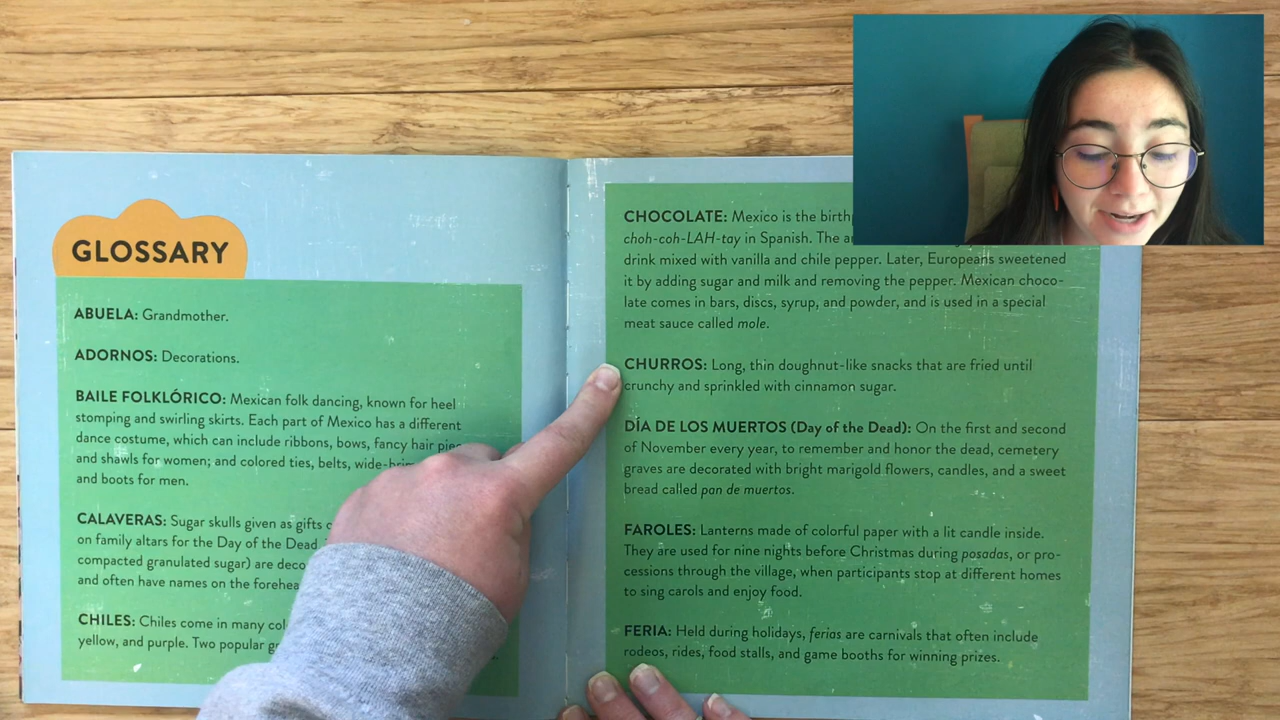 GLOSSARY
ABUELA: Grandmother.
ADORNOS: Decorations.
BAILE FOLKLÓRICO: Mexican folk dancing, known for heel
stomping and swirling skirts. Each part of Mexico has a different
dance costume, which can include ribbons, bows, fancy hair
and shawls for women; and colored ties, belts,
and boots for men.
CALAVERAS: Sugar skulls given as gifts
on family altars for the Day of the Dead.
compacted granulated sugar) are
and often have names on the
CHILES: Chiles come in many
yellow, and purple. Two popular
CHOCOLATE: Mexico is the
choh-coh-LAH-tay in Spanish. The
drink mixed with vanilla and chile pepper. Later, Europeans sweetened
it by adding sugar and milk and removing the pepper. Mexican choco-
late comes in bars, discs, syrup, and powder, and is used in a special
meat sauce called mole.
CHURROS: Long, thin doughnut-like snacks that are fried until
crunchy and sprinkled with cinnamon sugar.
DÍA DE LOS MUERTOS (Day of the Dead): On the first and second
of November every year, to remember and honor the dead, cemetery
graves are decorated with bright marigold flowers, candles, and a sweet
bread called pan de muertos.
FAROLES: Lanterns made of colorful paper with a lit candle inside.
They are used for nine nights before Christmas during posadas, or pro-
cessions through the village, when participants stop at different homes
to sing carols and enjoy food.
FERIA: Held during holidays, ferias are carnivals that often include
rodeos, rides, food stalls, and game booths for winning prizes.